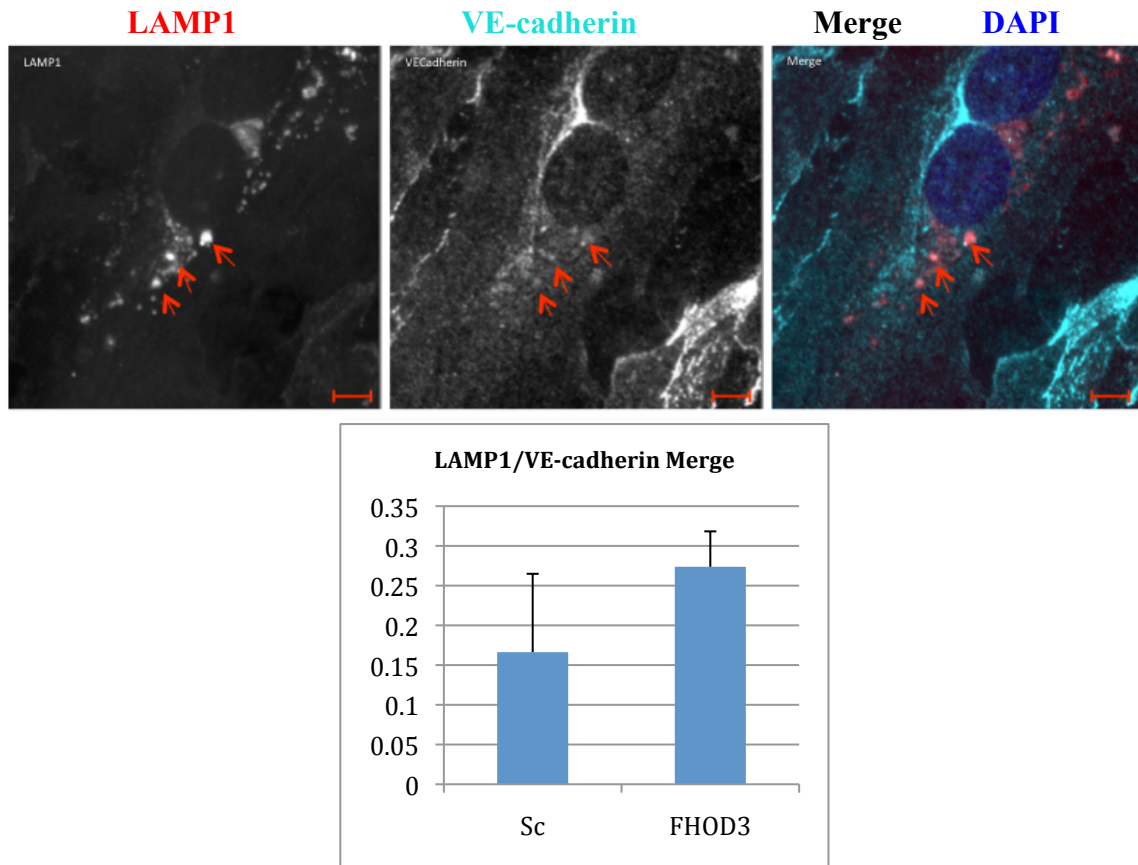 LAMP1 VE-cadherin Merge DAPI
LAMP1 VECadherin Merge
LAMP1/VE-cadherin Merge
0.35
0.3
0.25
0.2
0.15
0.1
0.05
0
Sc FHOD3